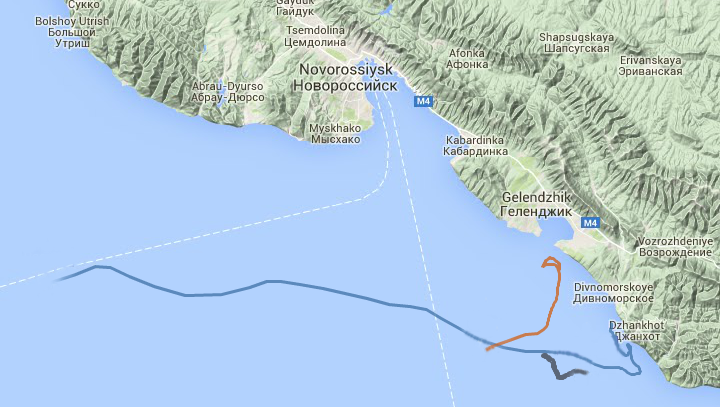 Сукко
Gayduk
Гайдук
Bolshoy Utrish
Большой
Утриш
Tsemdolina
Цемдолина
Shapsugskaya
Шапсугская
Afonka
Афонка
Erivanskaya
Эриванская
Novorossiysk
Новороссийск
Abrau-Dyurso
Абрау-Дюрсо
M4
Myskhako
Мысхако
Kabardinka
Кабардинка
Gelendzhik
Геленджик
M4
Vozrozhdeniye
Возрождение
Divnomorskoye
Дивноморское
Dzhankhot
Джанхот